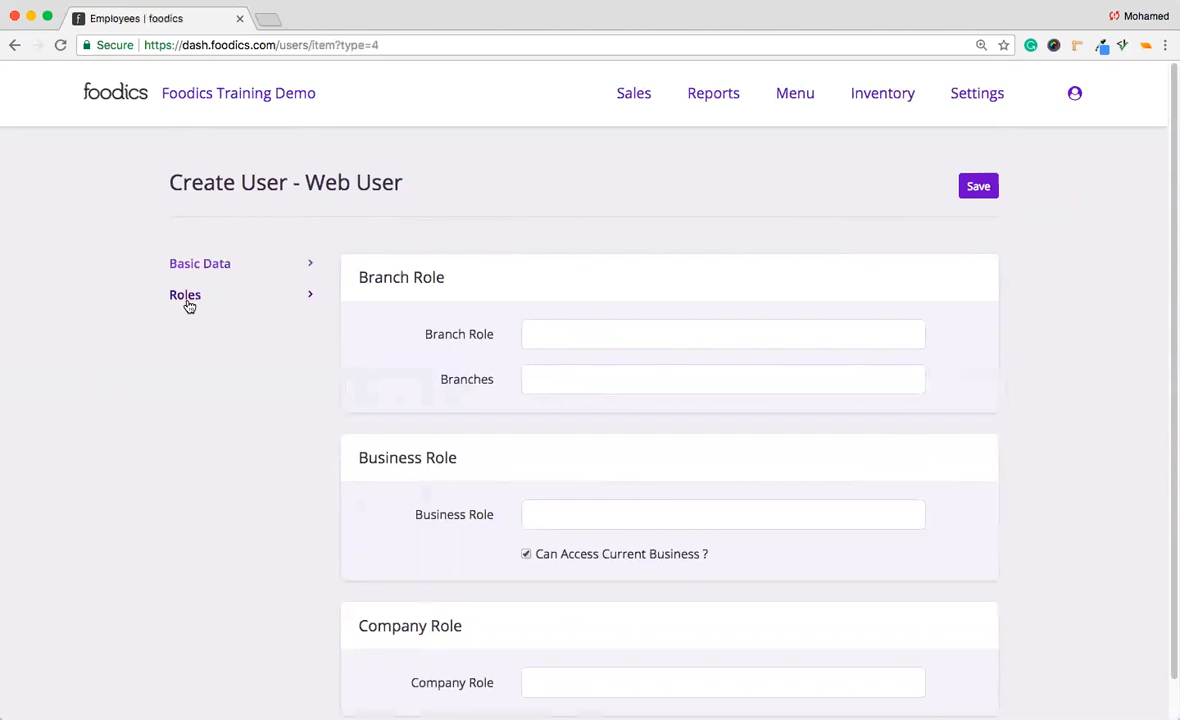 Employees | foodics
Mohamed
Secure
https://dash.foodics.com/users/item?type=4
foodics
Foodics Training Demo
Sales
Reports
Menu
Inventory
Settings
Create User - Web User
Save
Basic Data
Roles
Branch Role
Branch Role
Branches
Business Role
Business Role
Can Access Current Business ?
Company Role
Company Role